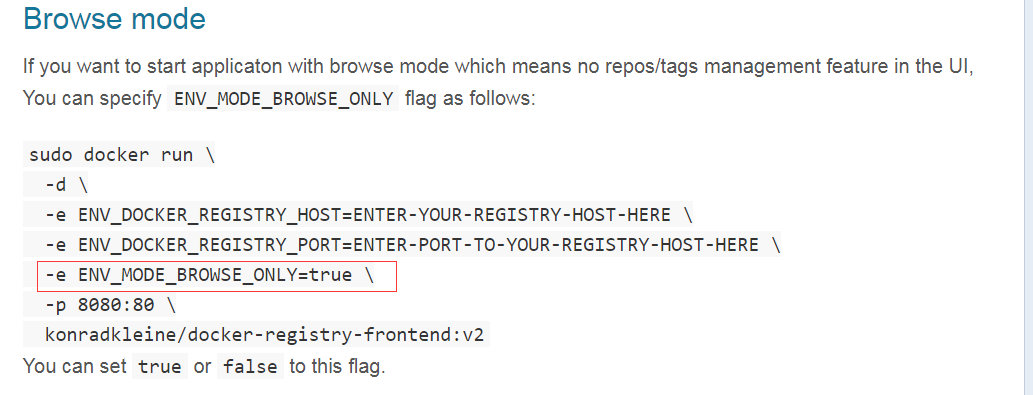 Browse mode
If you want to start applicaton with browse mode which means no repos/tags management feature in the UI,
You can specify ENV_MODE_BROWSE_ONLY flag as follows:
sudo docker run \
-d \
-e ENV_DOCKER_REGISTRY_HOST=ENTER-YOUR-REGISTRY-HOST-HERE \
-e ENV_DOCKER_REGISTRY_PORT=ENTER-PORT-TO-YOUR-REGISTRY-HOST-HERE \
-e ENV_MODE_BROWSE_ONLY=true \
-p 8080:80 \
konradkleine/docker-registry-frontend:v2
You can set true or false to this flag.